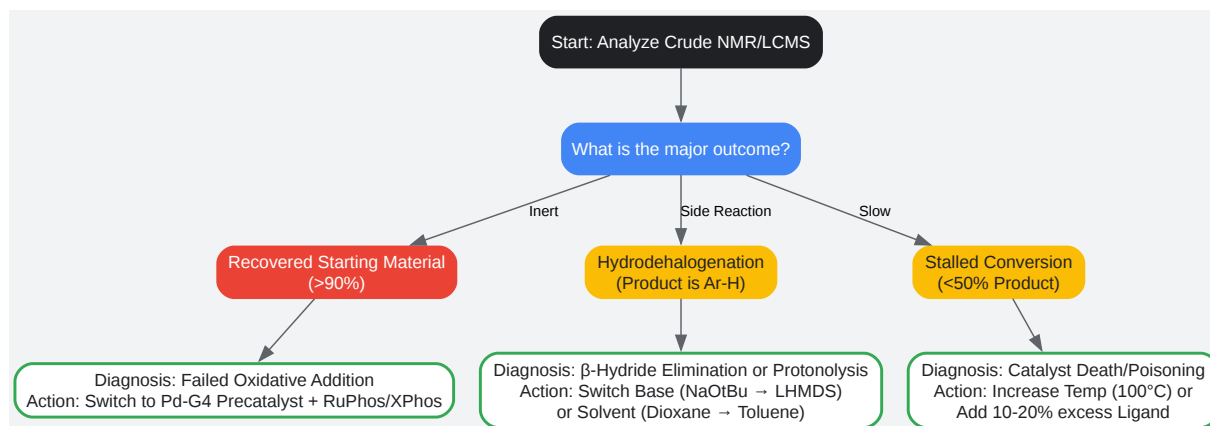 Start: Analyze Crude NMR/LCMS
What is the major outcome?
Inert
Side Reaction
Slow
Recovered Starting Material
(>90%)
Hydrodehalogenation
(Product is Ar-H)
Stalled Conversion
(<50% Product)
Diagnosis: Failed Oxidative Addition
Action: Switch to Pd-G4 Precatalyst + RuPhos/XPhos
Diagnosis: β-Hydride Elimination or Protonolysis
Action: Switch Base (NaOtBu → LHMDS)
or Solvent (Dioxane → Toluene)
Diagnosis: Catalyst Death/Poisoning
Action: Increase Temp (100°C) or
Add 10-20% excess Ligand